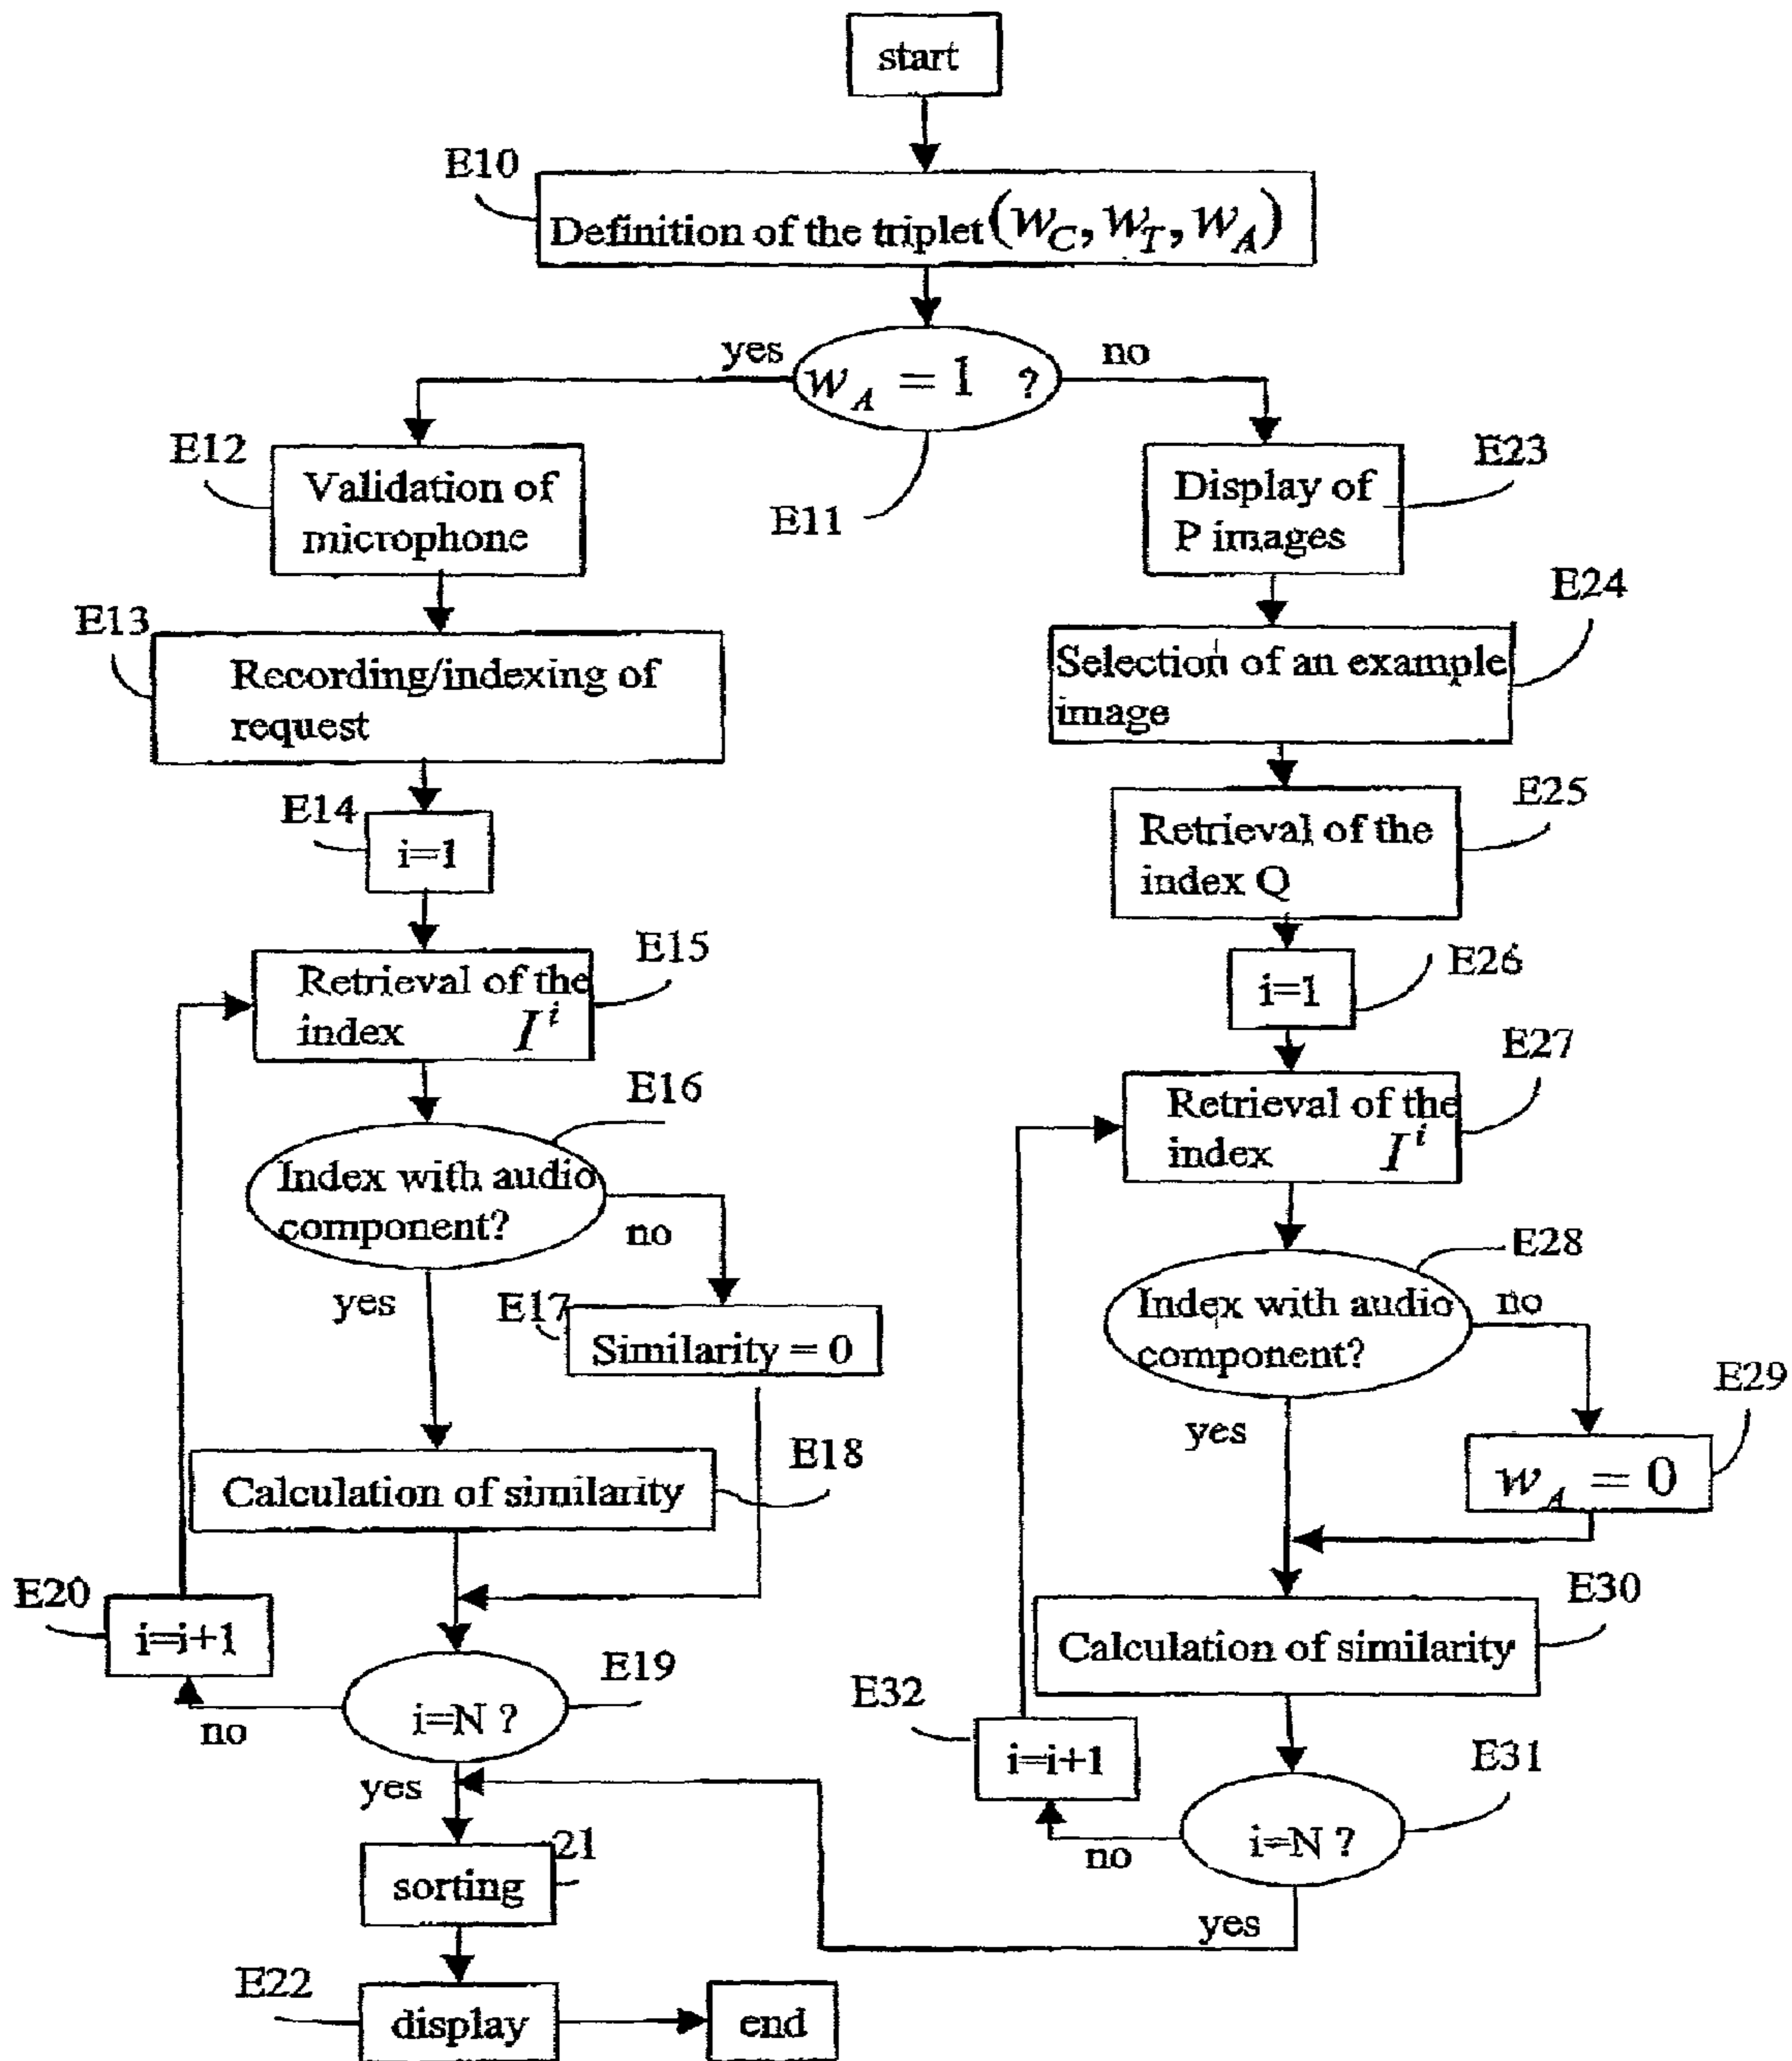 start
E10
Definition of the triplet (w_C, w_T, w_A)
yes
w_A = 1 ?
no
E11
E12
Validation of
microphone
E23
Display of
P images
E13
Recording/indexing of
request
E24
Selection of an example
image
E14
i=1
E25
Retrieval of the
index Q
E15
Retrieval of the
index I^i
E26
i=1
E16
Index with audio
component?
no
yes
E27
Retrieval of the
index I^i
E17
Similarity = 0
E28
Index with audio
component?
no
yes
E29
w_A = 0
E18
Calculation of similarity
E30
Calculation of similarity
E20
i=i+1
E19
i=N ?
no
yes
E32
i=i+1
E31
i=N ?
no
yes
21
sorting
E22
display
end